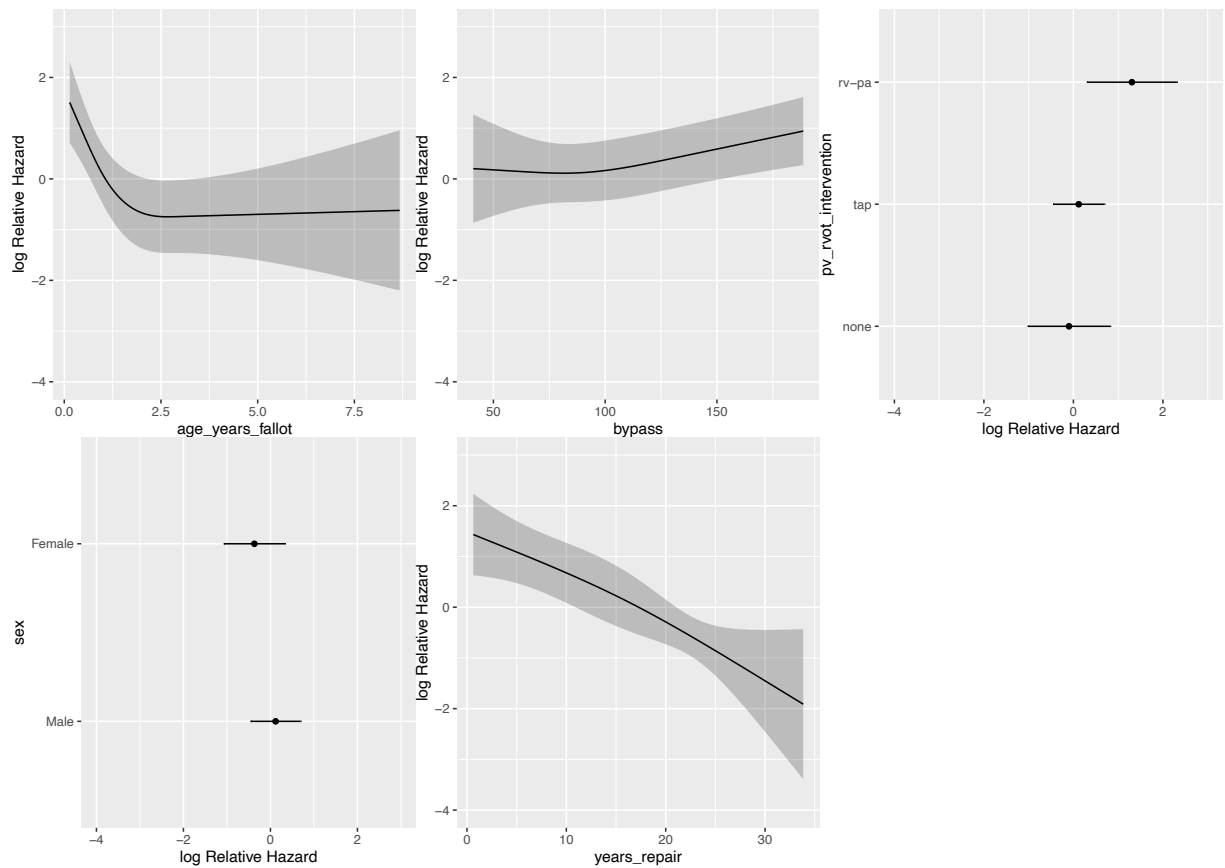 log Relative Hazard
2
0
−2
−4
0.0 2.5 5.0 7.5
age_years_fallot
log Relative Hazard
2
0
−2
−4
50 100 150
bypass
pv_rvot_intervention
rv-pa
tap
none
−4 −2 0 2
log Relative Hazard
sex
Female
Male
−4 −2 0 2
log Relative Hazard
log Relative Hazard
2
0
−2
−4
0 10 20 30
years_repair